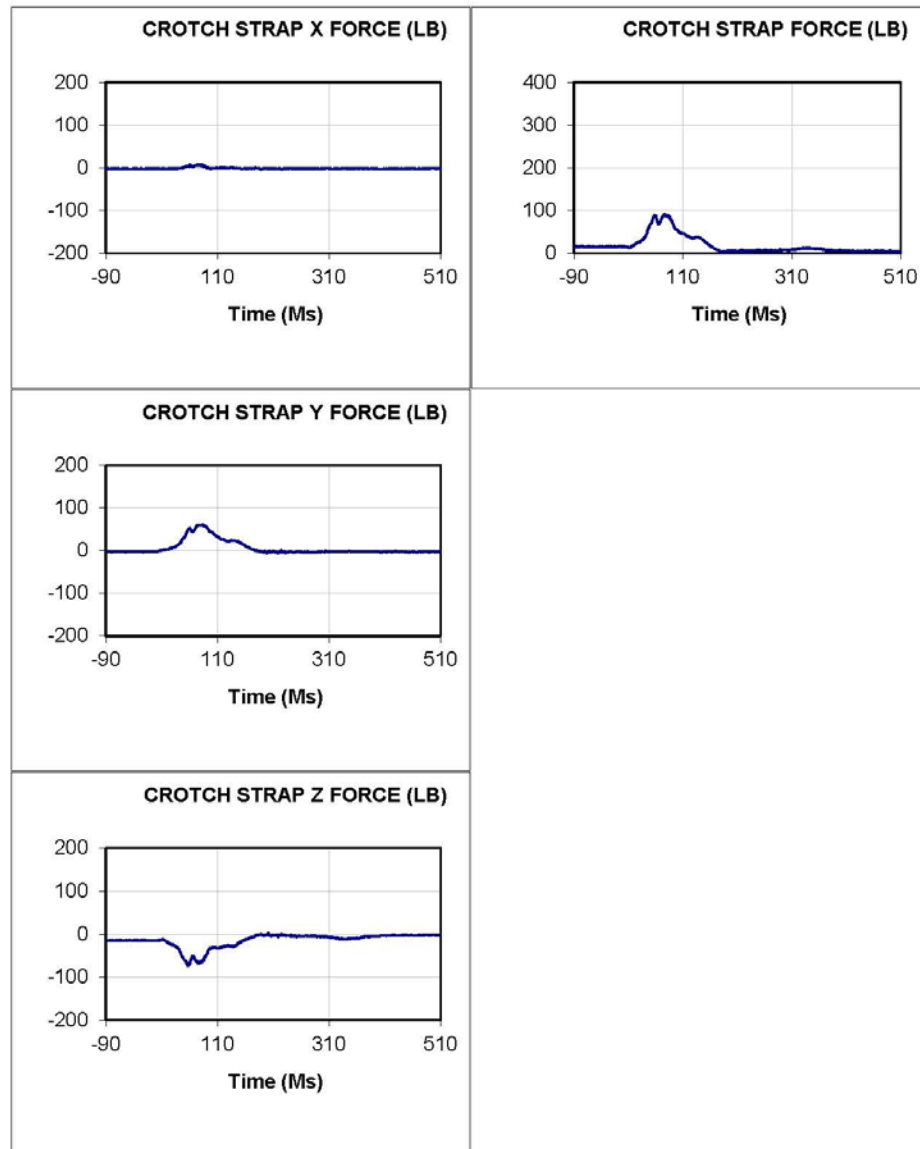 CROTCH STRAP X FORCE (LB)
200
100
0
-100
-200
-90 110 310 510
Time (Ms)
CROTCH STRAP FORCE (LB)
400
300
200
100
0
-90 110 310 510
Time (Ms)
CROTCH STRAP Y FORCE (LB)
200
100
0
-100
-200
-90 110 310 510
Time (Ms)
CROTCH STRAP Z FORCE (LB)
200
100
0
-100
-200
-90 110 310 510
Time (Ms)